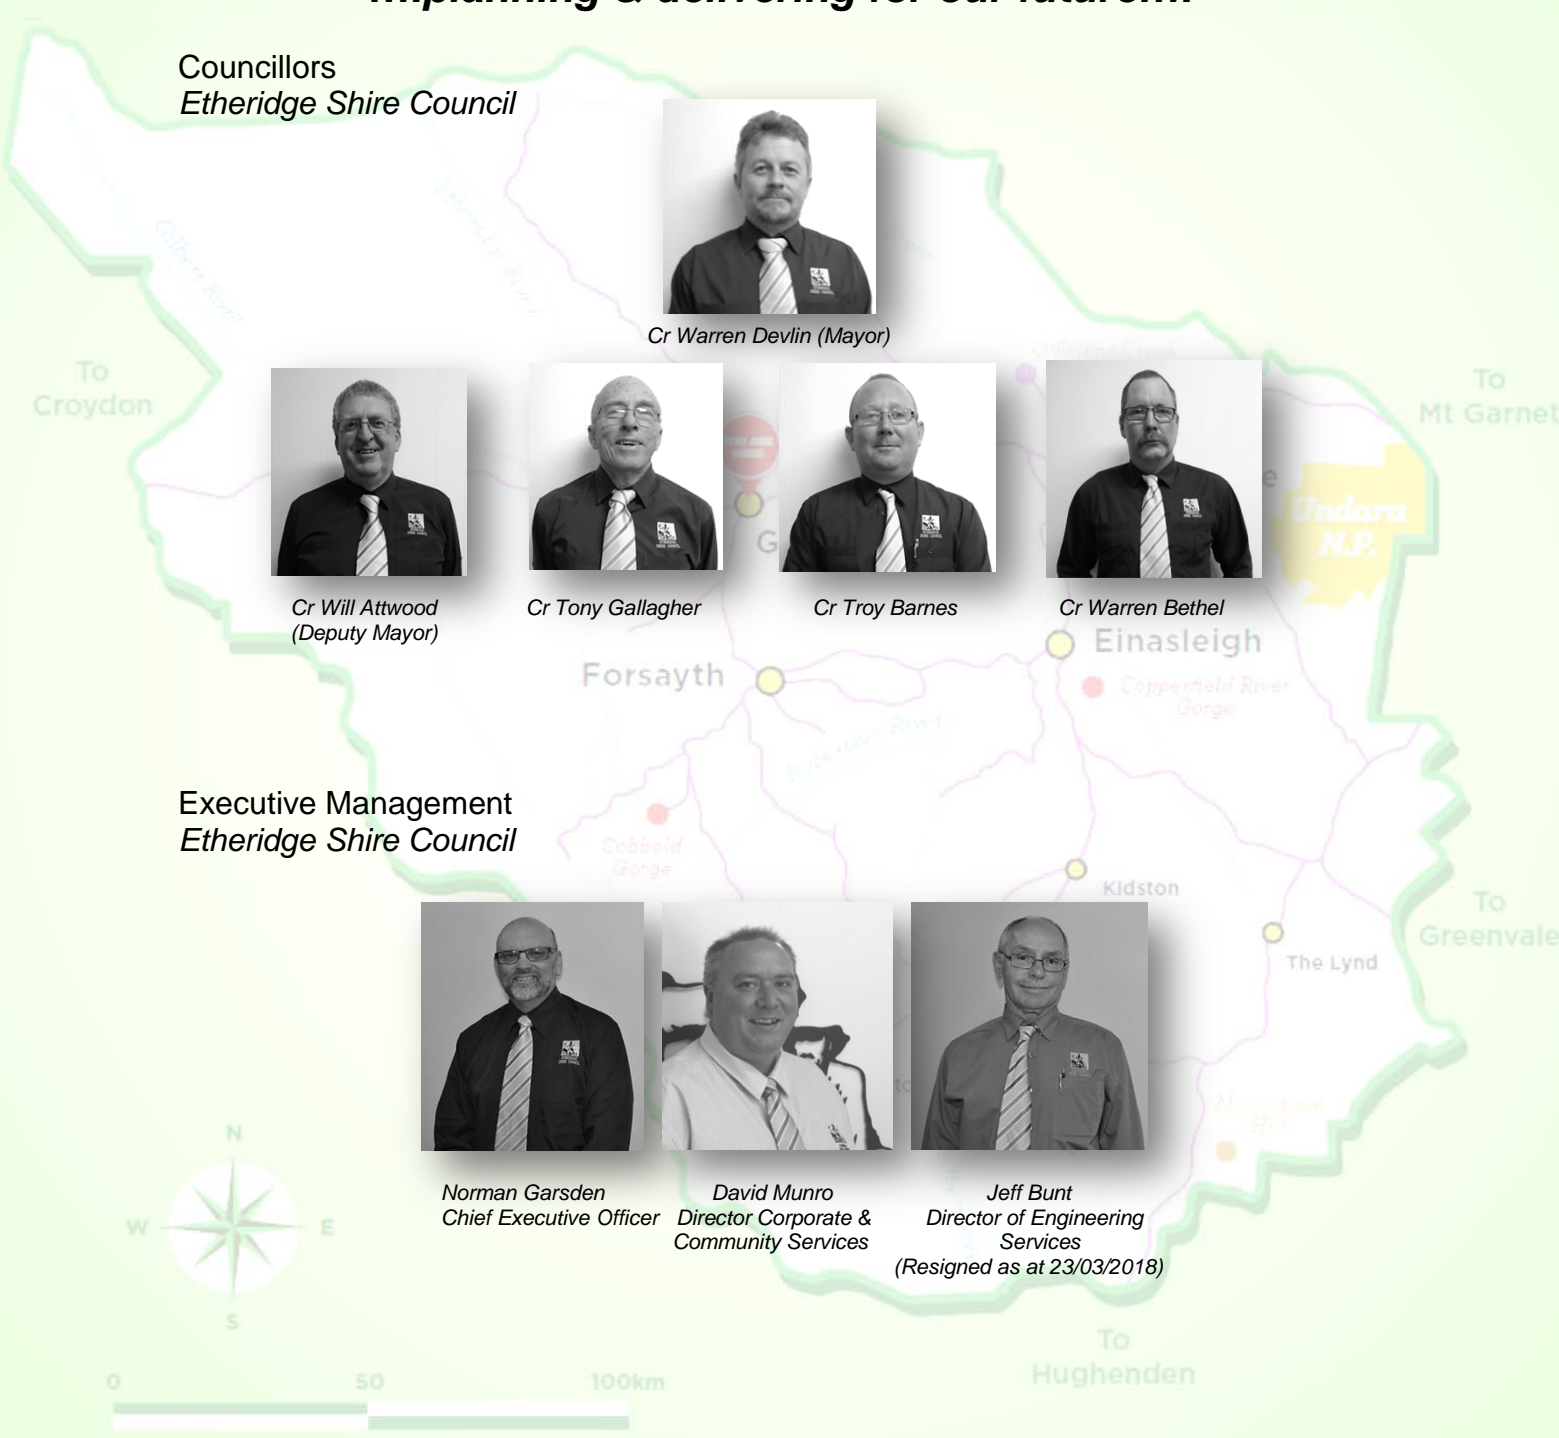 Councillors
Etheridge Shire Council
Cr Warren Devlin (Mayor)
O'Briens Creek
To
Croydon
To
Mt Garnet
Undara
N.P.
Cr Will Attwood
(Deputy Mayor)
Cr Tony Gallagher
Cr Troy Barnes
Cr Warren Bethel
Einasleigh
Forsayth
Copperfield River
Gorge
Executive Management
Etheridge Shire Council
Cobbold
Gorge
Kidston
The Lynd
To
Greenvale
Norman Garsden
Chief Executive Officer
David Munro
Director Corporate &
Community Services
Jeff Bunt
Director of Engineering
Services
(Resigned as at 23/03/2018)
N
W
E
S
To
Hughenden
0 50 100km